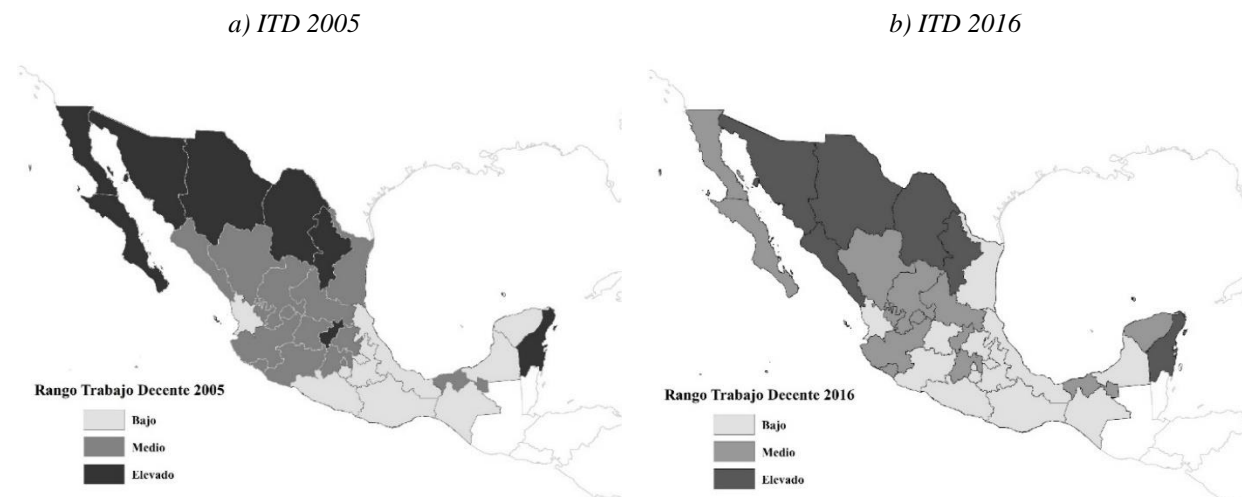 a) ITD 2005
b) ITD 2016
Rango Trabajo Decente 2005
Bajo
Medio
Elevado
Rango Trabajo Decente 2016
Bajo
Medio
Elevado